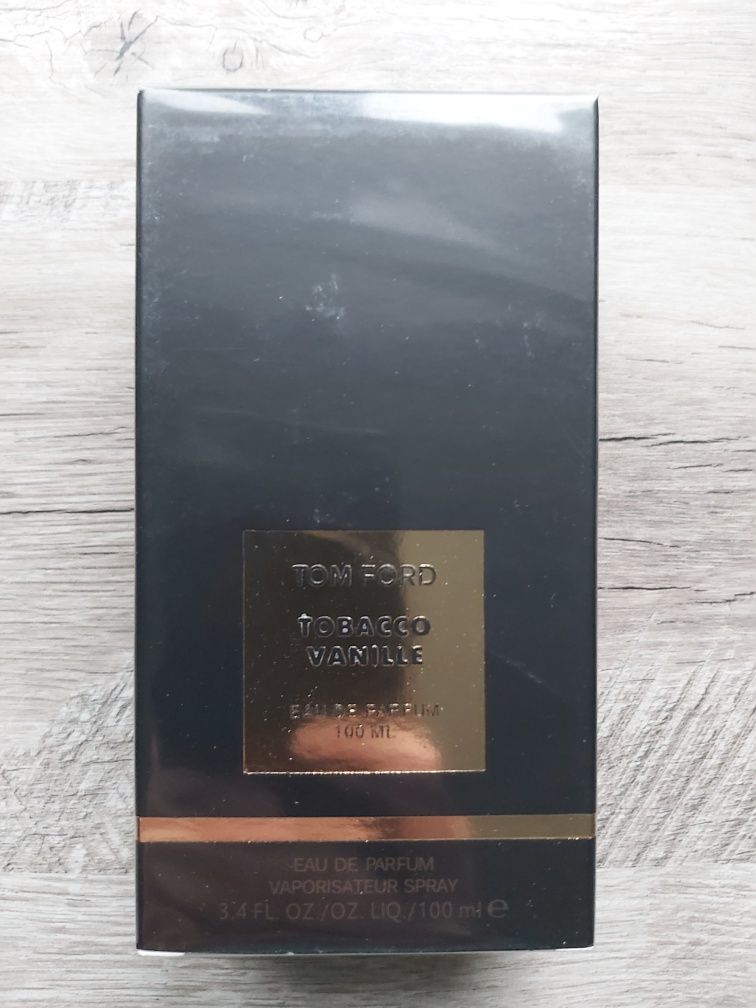 TOM FORD
TOBACCO
VANILLE
EAU DE PARFUM
100 ML
EAU DE PARFUM
VAPORISATEUR SPRAY
3.4 FL. OZ./OZ. LIQ./100 ml ℮